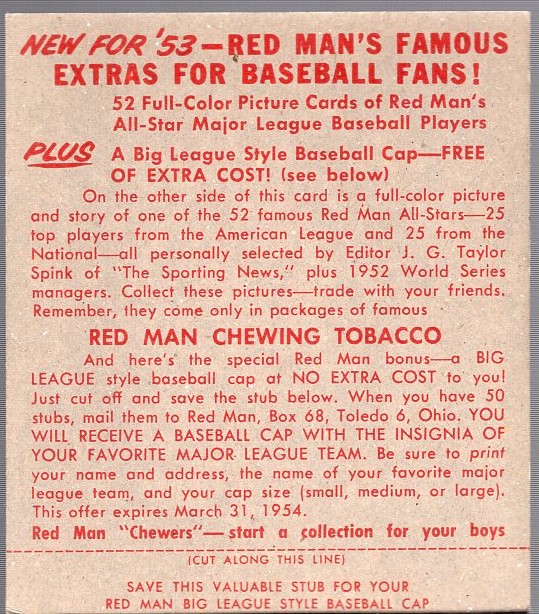 NEW FOR '53—RED MAN'S FAMOUS
EXTRAS FOR BASEBALL FANS!
52 Full-Color Picture Cards of Red Man's
All-Star Major League Baseball Players
PLUS A Big League Style Baseball Cap—FREE
OF EXTRA COST! (see below)
On the other side of this card is a full-color picture
and story of one of the 52 famous Red Man All-Stars—25
top players from the American League and 25 from the
National—all personally selected by Editor J. G. Taylor
Spink of "The Sporting News," plus 1952 World Series
managers. Collect these pictures—trade with your friends.
Remember, they come only in packages of famous
RED MAN CHEWING TOBACCO
And here's the special Red Man bonus—a BIG
LEAGUE style baseball cap at NO EXTRA COST to you!
Just cut off and save the stub below. When you have 50
stubs, mail them to Red Man, Box 68, Toledo 6, Ohio. YOU
WILL RECEIVE A BASEBALL CAP WITH THE INSIGNIA OF
YOUR FAVORITE MAJOR LEAGUE TEAM. Be sure to print
your name and address, the name of your favorite major
league team, and your cap size (small, medium, or large).
This offer expires March 31, 1954.
Red Man "Chewers"—start a collection for your boys
(CUT ALONG THIS LINE)
SAVE THIS VALUABLE STUB FOR YOUR
RED MAN BIG LEAGUE STYLE BASEBALL CAP